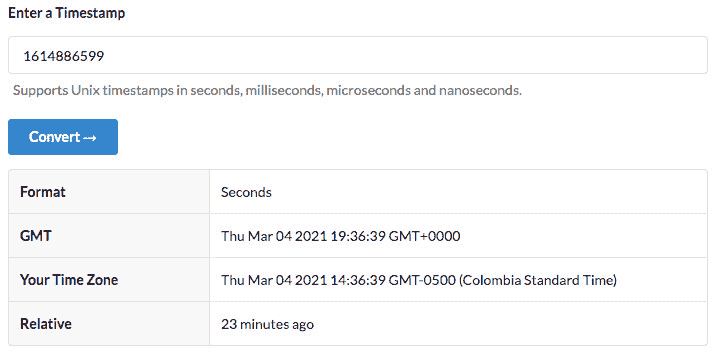 Enter a Timestamp
1614886599
Supports Unix timestamps in seconds, milliseconds, microseconds and nanoseconds.
Convert →
Format Seconds
GMT Thu Mar 04 2021 19:36:39 GMT+0000
Your Time Zone Thu Mar 04 2021 14:36:39 GMT-0500 (Colombia Standard Time)
Relative 23 minutes ago